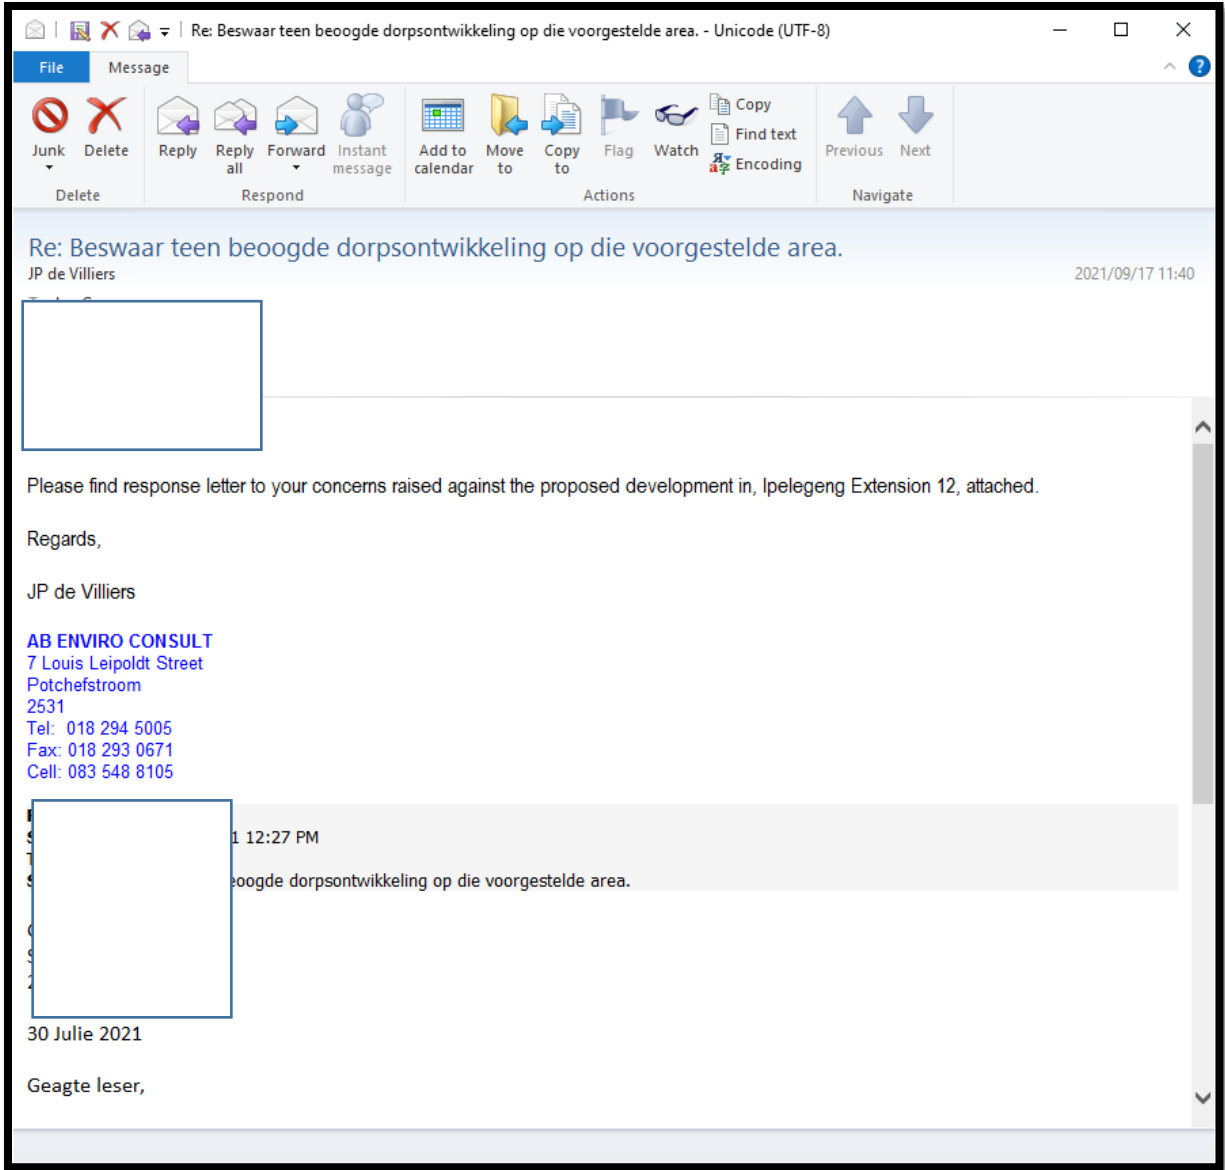 Re: Beswaar teen beoogde dorpsontwikkeling op die voorgestelde area. - Unicode (UTF-8)
File Message
Junk Delete Reply Reply all Forward Instant message Add to calendar Move to Copy to Flag Watch Copy Find text Encoding Previous Next
Delete Respond Actions Navigate
Re: Beswaar teen beoogde dorpsontwikkeling op die voorgestelde area.
JP de Villiers
2021/09/17 11:40
Please find response letter to your concerns raised against the proposed development in, Ipelegeng Extension 12, attached.
Regards,
JP de Villiers
AB ENVIRO CONSULT
7 Louis Leipoldt Street
Potchefstroom
2531
Tel: 018 294 5005
Fax: 018 293 0671
Cell: 083 548 8105
1 12:27 PM
eoogde dorpsontwikkeling op die voorgestelde area.
30 Julie 2021
Geagte leser,